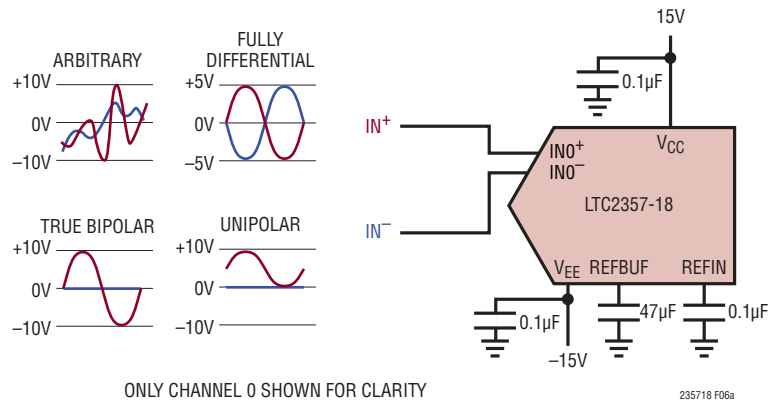 ARBITRARY
+10V
0V
–10V
FULLY
DIFFERENTIAL
+5V
0V
–5V
TRUE BIPOLAR
+10V
0V
–10V
UNIPOLAR
+10V
0V
–10V
15V
0.1µF
IN+
IN–
IN0+
IN0–
VCC
LTC2357-18
VEE
REFBUF
REFIN
0.1µF
47µF
0.1µF
–15V
ONLY CHANNEL 0 SHOWN FOR CLARITY
235718 F06a